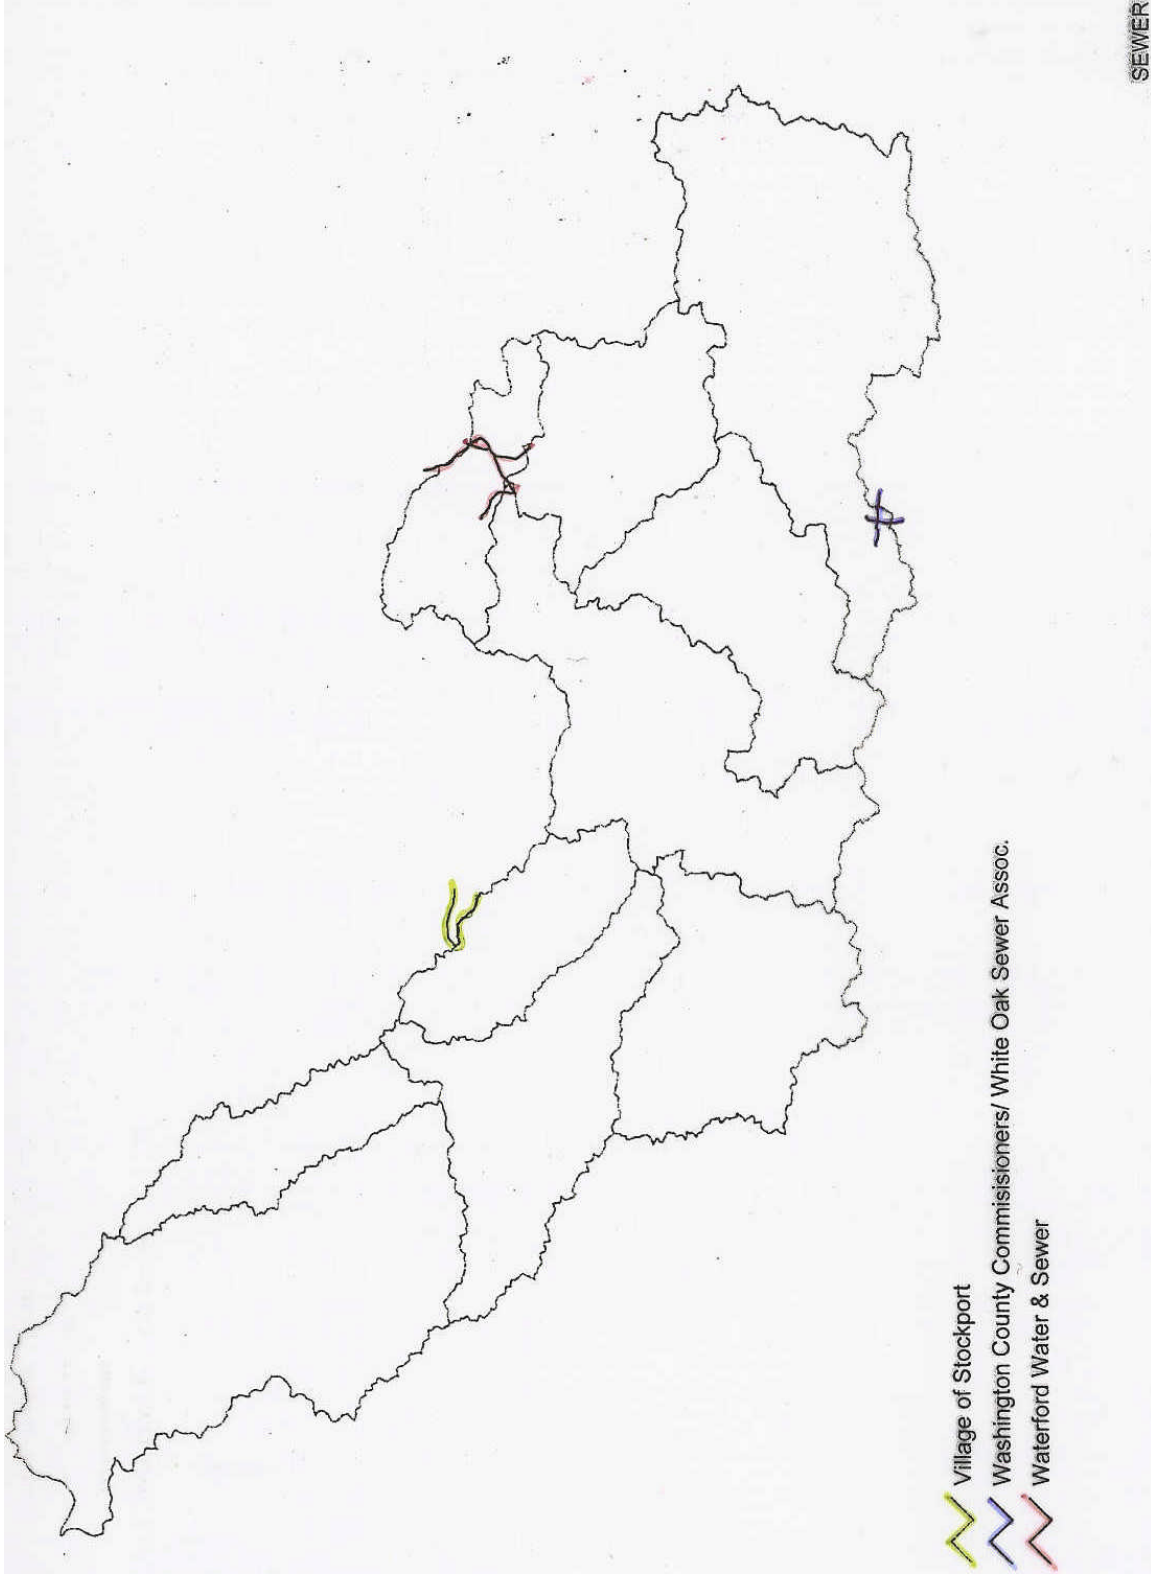 SEWER
Village of Stockport
Washington County Commisisioners/ White Oak Sewer Assoc.
Waterford Water & Sewer